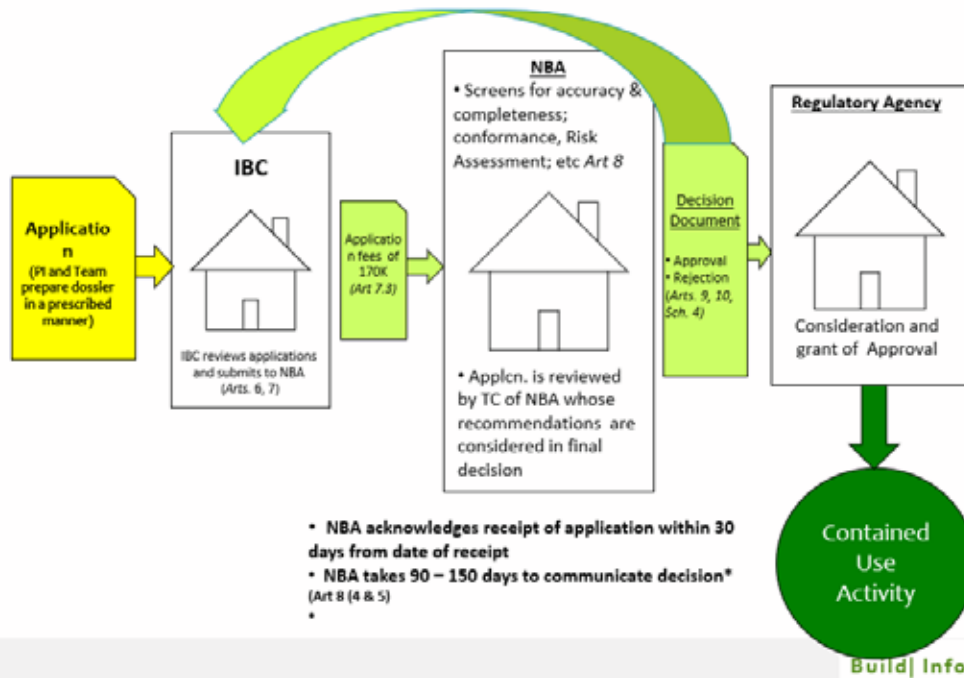 Applicatio
n
(PI and Team
prepare dossier
in a prescribed
manner)
IBC
IBC reviews applications
and submits to NBA
(Arts. 6, 7)
Applicatio
n fees of
170K
(Art 7.3)
NBA
• Screens for accuracy &
completeness;
conformance, Risk
Assessment; etc Art 8
• Applcn. is reviewed
by TC of NBA whose
recommendations are
considered in final
decision
Decision
Document
• Approval
• Rejection
(Arts. 9, 10,
Sch. 4)
Regulatory Agency
Consideration and
grant of Approval
Contained
Use
Activity
• NBA acknowledges receipt of application within 30
days from date of receipt
• NBA takes 90 – 150 days to communicate decision*
(Art 8 (4 & 5)
•
Build| Info